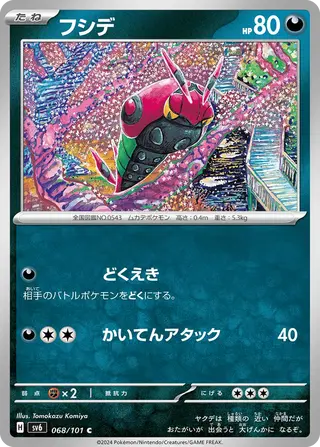 たね フシデ HP80
全国図鑑 NO.0543 ムカデポケモン 高さ：0.4m 重さ：5.3kg
どくえき
相手のバトルポケモンをどくにする。
かいてんアタック 40
弱点 ×2 抵抗力 にげる
Illus. Tomokazu Komiya
H sv6 068/101 C
ヤクデは 種類の 近い 仲間だが
おたがいが 出会うと 大げんかに なる。
©2024 Pokémon/Nintendo/Creatures/GAME FREAK.